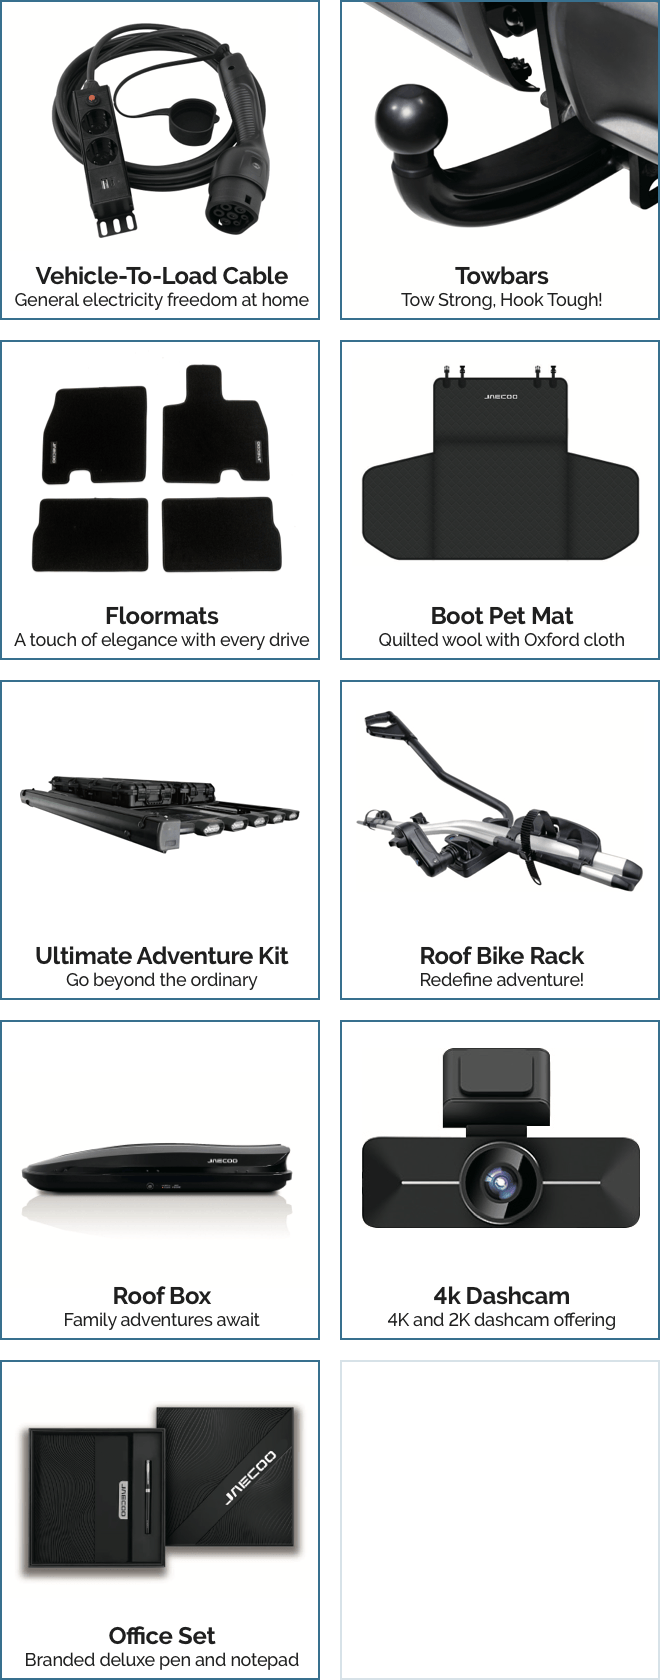 Vehicle-To-Load Cable
General electricity freedom at home
Towbars
Tow Strong, Hook Tough!
JAECOO
JAECOO
Floormats
A touch of elegance with every drive
JAECOO
Boot Pet Mat
Quilted wool with Oxford cloth
Ultimate Adventure Kit
Go beyond the ordinary
Roof Bike Rack
Redefine adventure!
JAECOO
Roof Box
Family adventures await
4k Dashcam
4K and 2K dashcam offering
JAECOO
JAECOO
Office Set
Branded deluxe pen and notepad